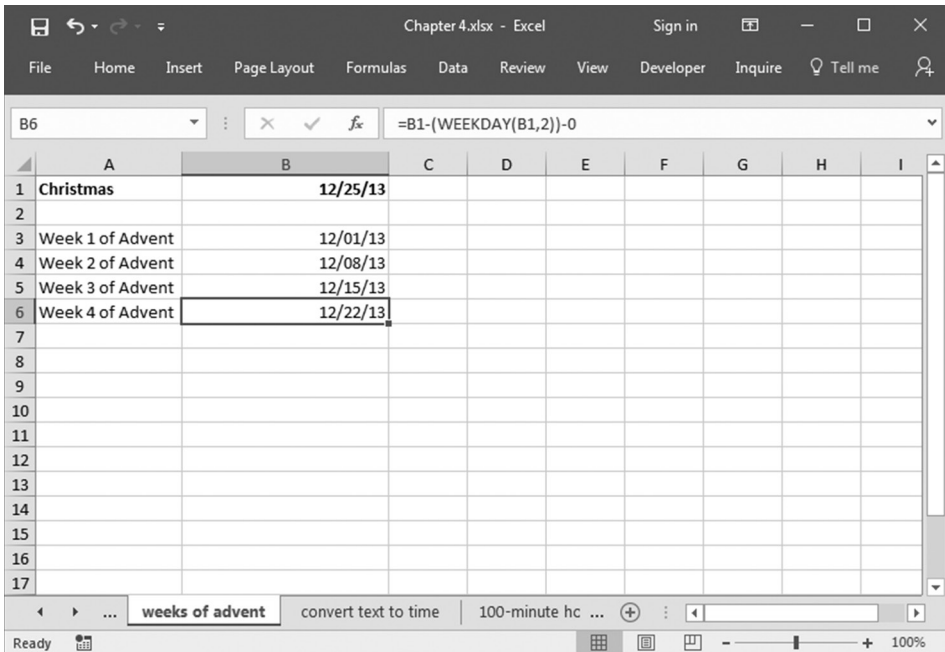 Chapter 4.xlsx - Excel Sign in
File Home Insert Page Layout Formulas Data Review View Developer Inquire Tell me
B6 fx =B1-(WEEKDAY(B1,2))-0
A B C D E F G H I
1 Christmas 12/25/13
2
3 Week 1 of Advent 12/01/13
4 Week 2 of Advent 12/08/13
5 Week 3 of Advent 12/15/13
6 Week 4 of Advent 12/22/13
7
8
9
10
11
12
13
14
15
16
17
... weeks of advent convert text to time 100-minute hc ...
Ready 100%